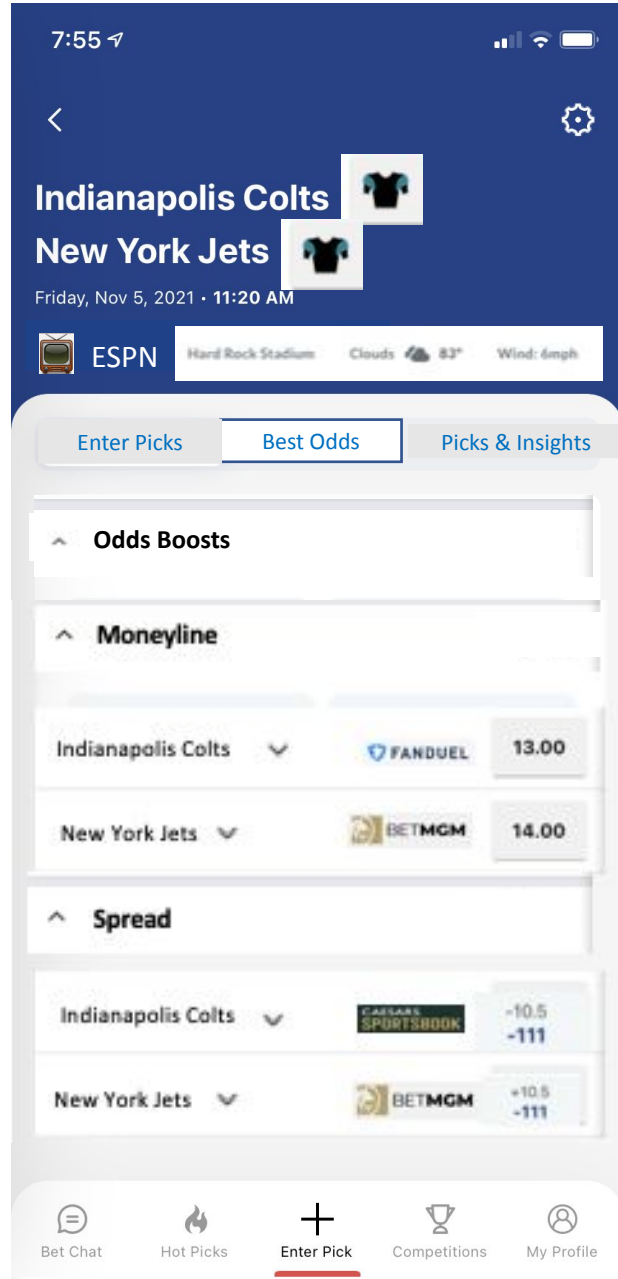 7:55
Indianapolis Colts
New York Jets
Friday, Nov 5, 2021 • 11:20 AM
ESPN Hard Rock Stadium Clouds 83° Wind: 6mph
Enter Picks Best Odds Picks & Insights
Odds Boosts
Moneyline
Indianapolis Colts FANDUEL 13.00
New York Jets BETMGM 14.00
Spread
Indianapolis Colts CAESARS SPORTSBOOK -10.5 -111
New York Jets BETMGM +10.5 -111
Bet Chat Hot Picks Enter Pick Competitions My Profile